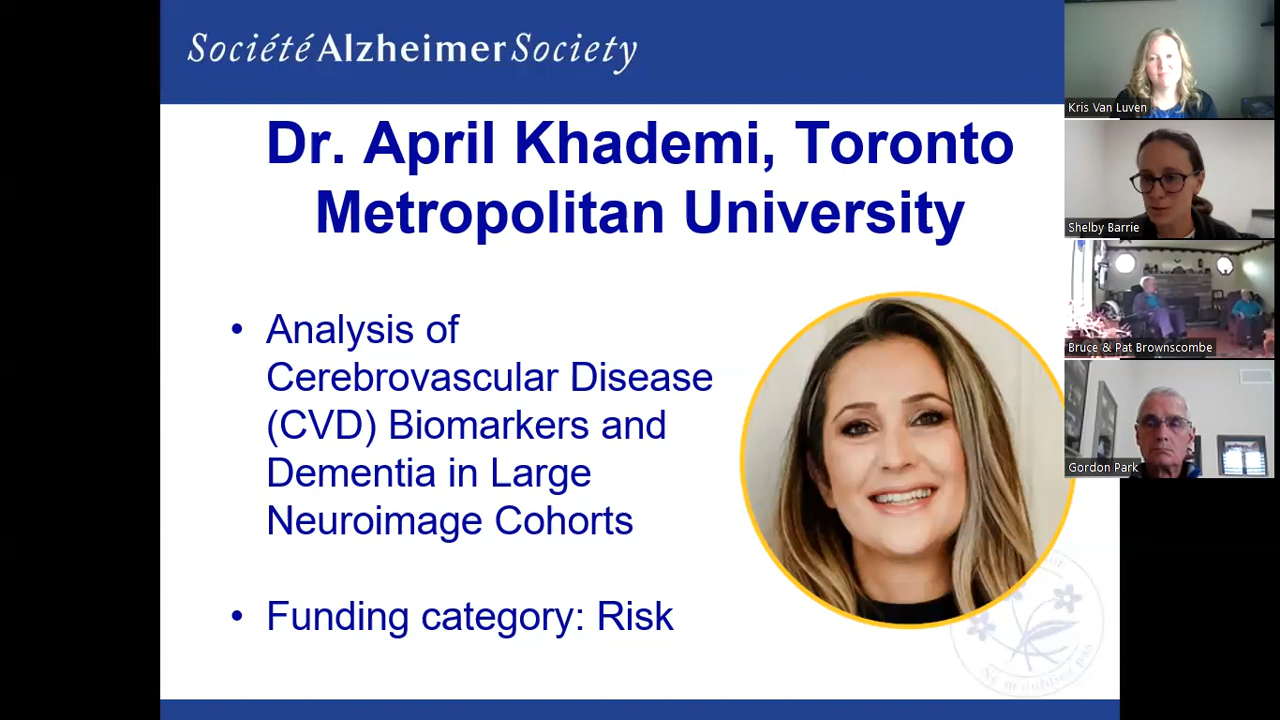 Société Alzheimer Society
Dr. April Khademi, Toronto
Metropolitan University
• Analysis of
Cerebrovascular Disease
(CVD) Biomarkers and
Dementia in Large
Neuroimage Cohorts
• Funding category: Risk
Kris Van Luven
Shelby Barrie
Bruce & Pat Brownscombe
Gordon Park